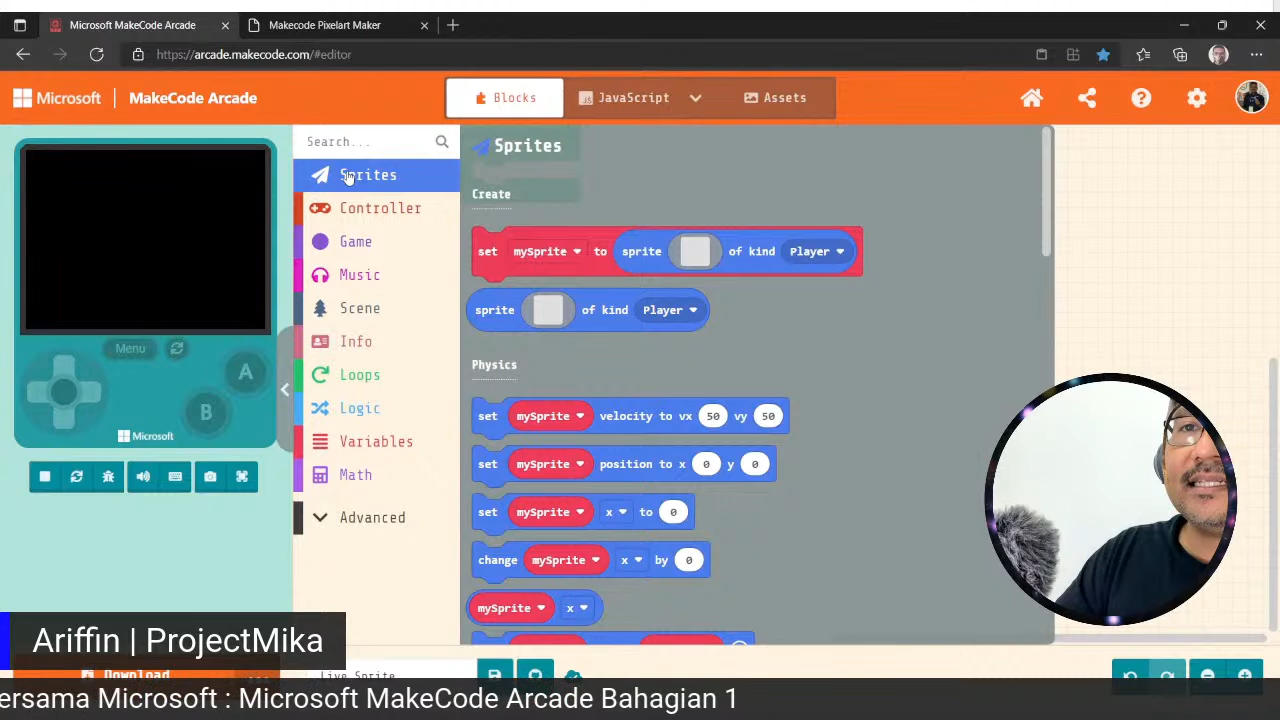 Microsoft MakeCode Arcade
Makecode Pixelart Maker
https://arcade.makecode.com/#editor
Microsoft
MakeCode Arcade
Blocks
JavaScript
Assets
Menu
A
B
Microsoft
Search...
Sprites
Controller
Game
Music
Scene
Info
Loops
Logic
Variables
Math
Advanced
Sprites
Create
set mySprite to sprite of kind Player
sprite of kind Player
Physics
set mySprite velocity to vx 50 vy 50
set mySprite position to x 0 y 0
set mySprite x to 0
change mySprite x by 0
mySprite x
Ariffin | ProjectMika
Download
Live Sprite
ersama Microsoft : Microsoft MakeCode Arcade Bahagian 1